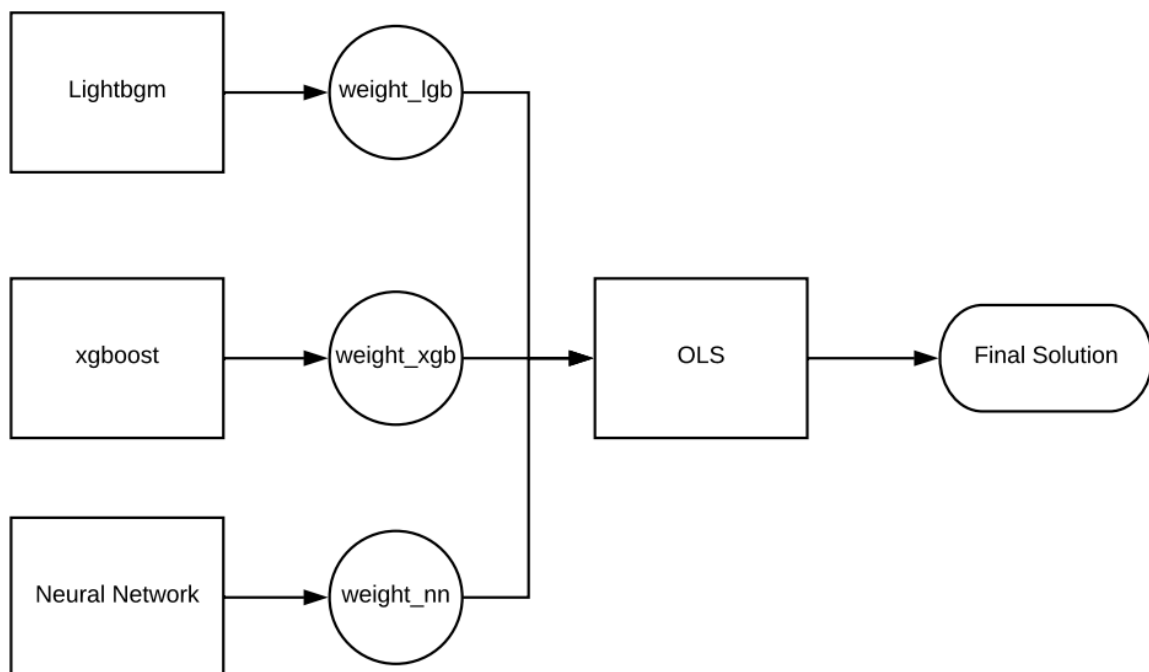 Lightbgm
weight_lgb
xgboost
weight_xgb
OLS
Final Solution
Neural Network
weight_nn